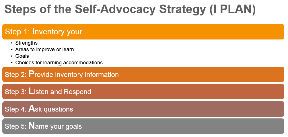 Steps of the Self-Advocacy Strategy (I PLAN)
Step 1: Inventory your
• Strengths
• Areas to improve or learn
• Goals
• Choices for learning accommodations
Step 2: Provide inventory information
Step 3: Listen and Respond
Step 4: Ask questions
Step 5: Name your goals